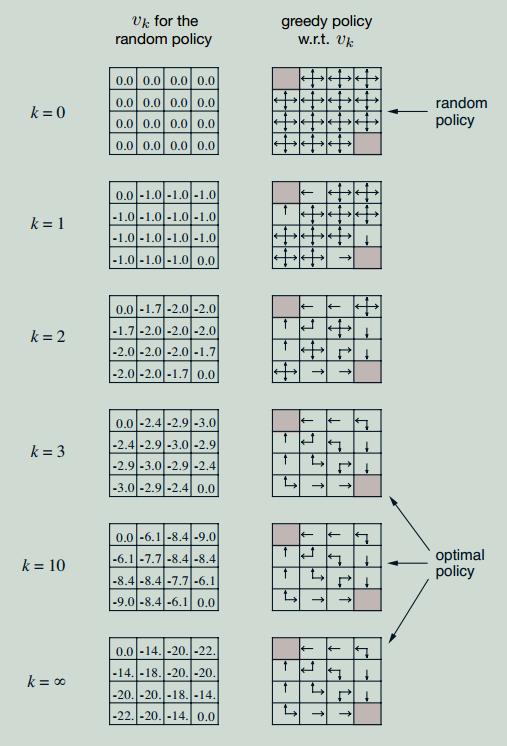 vₖ for the
random policy
greedy policy
w.r.t. vₖ
k = 0
0.0 0.0 0.0 0.0
0.0 0.0 0.0 0.0
0.0 0.0 0.0 0.0
0.0 0.0 0.0 0.0
random
policy
k = 1
0.0 -1.0 -1.0 -1.0
-1.0 -1.0 -1.0 -1.0
-1.0 -1.0 -1.0 -1.0
-1.0 -1.0 -1.0 0.0
k = 2
0.0 -1.7 -2.0 -2.0
-1.7 -2.0 -2.0 -2.0
-2.0 -2.0 -2.0 -1.7
-2.0 -2.0 -1.7 0.0
k = 3
0.0 -2.4 -2.9 -3.0
-2.4 -2.9 -3.0 -2.9
-2.9 -3.0 -2.9 -2.4
-3.0 -2.9 -2.4 0.0
k = 10
0.0 -6.1 -8.4 -9.0
-6.1 -7.7 -8.4 -8.4
-8.4 -8.4 -7.7 -6.1
-9.0 -8.4 -6.1 0.0
optimal
policy
k = ∞
0.0 -14. -20. -22.
-14. -18. -20. -20.
-20. -20. -18. -14.
-22. -20. -14. 0.0